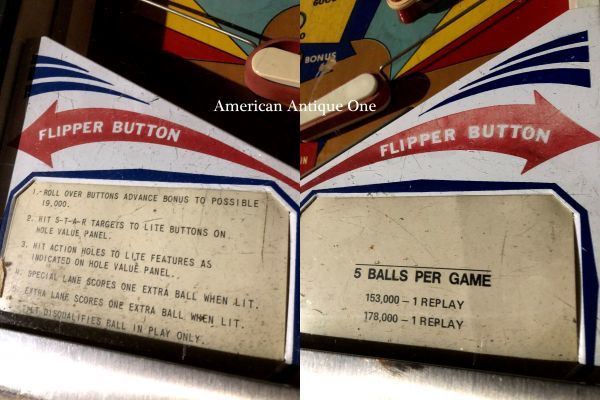 BONUS
BONUS
American Antique One
FLIPPER BUTTON
FLIPPER BUTTON
1.-ROLL OVER BUTTONS ADVANCE BONUS TO POSSIBLE
19,000.
2. HIT S-T-A-R TARGETS TO LITE BUTTONS ON
HOLE VALUE PANEL.
3. HIT ACTION HOLES TO LITE FEATURES AS
INDICATED ON HOLE VALUE PANEL..
4. SPECIAL LANE SCORES ONE EXTRA BALL WHEN LIT.
EXTRA LANE SCORES ONE EXTRA BALL WHEN LIT.
DISQUALIFIES BALL IN PLAY ONLY.
5 BALLS PER GAME
153,000 – 1 REPLAY
178,000 – 1 REPLAY